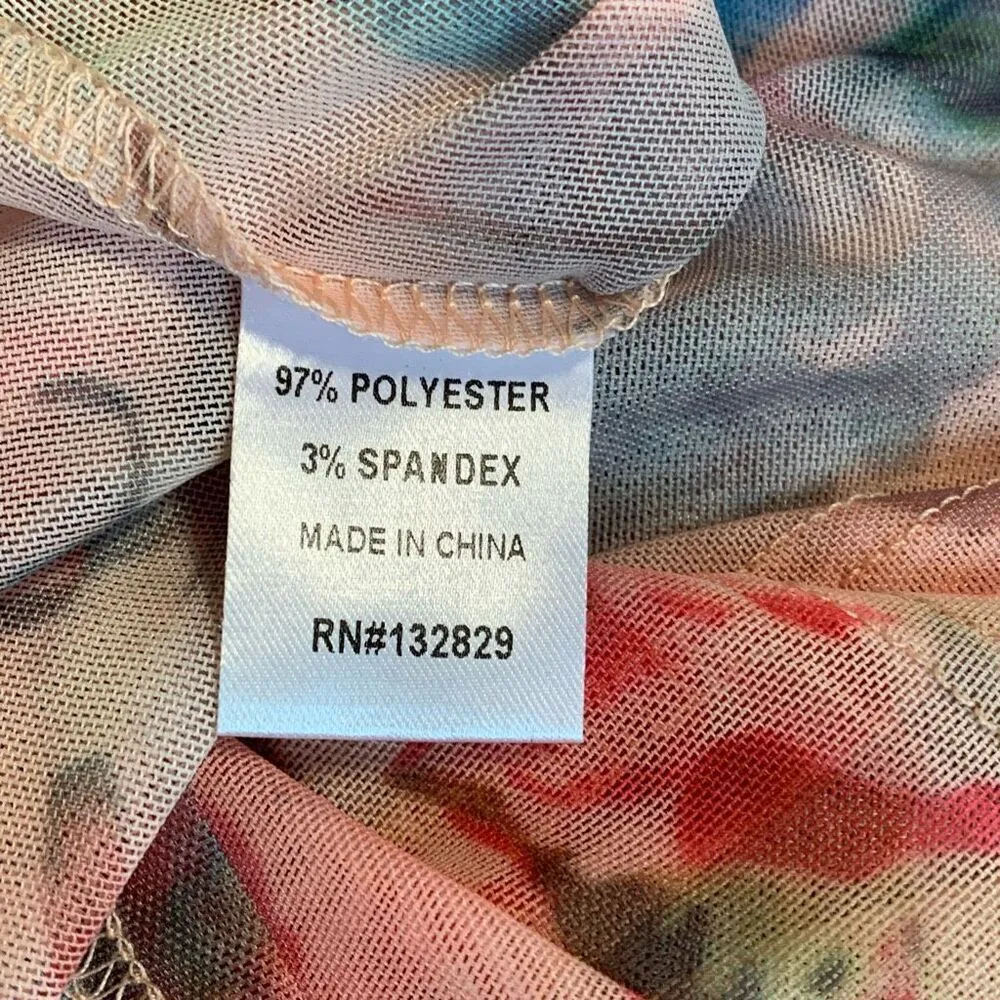 97% POLYESTER
3% SPANDEX
MADE IN CHINA
RN#132829